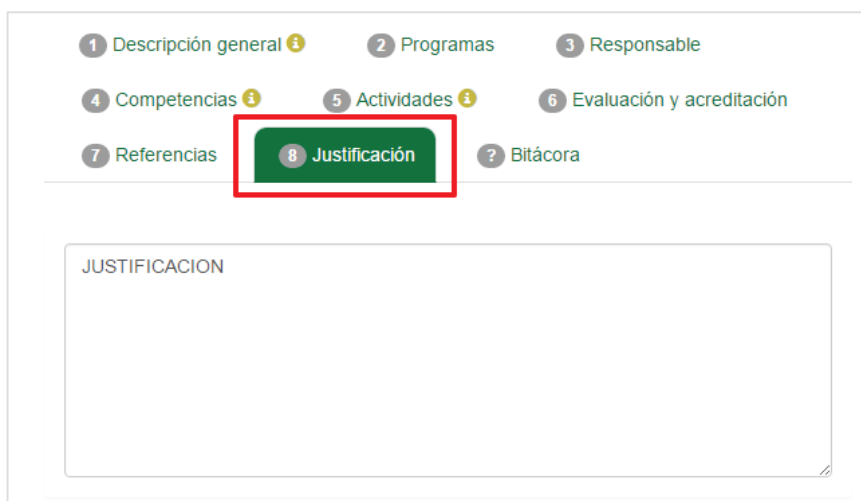 1 Descripción general i 2 Programas 3 Responsable
4 Competencias i 5 Actividades i 6 Evaluación y acreditación
7 Referencias 8 Justificación ? Bitácora
JUSTIFICACION